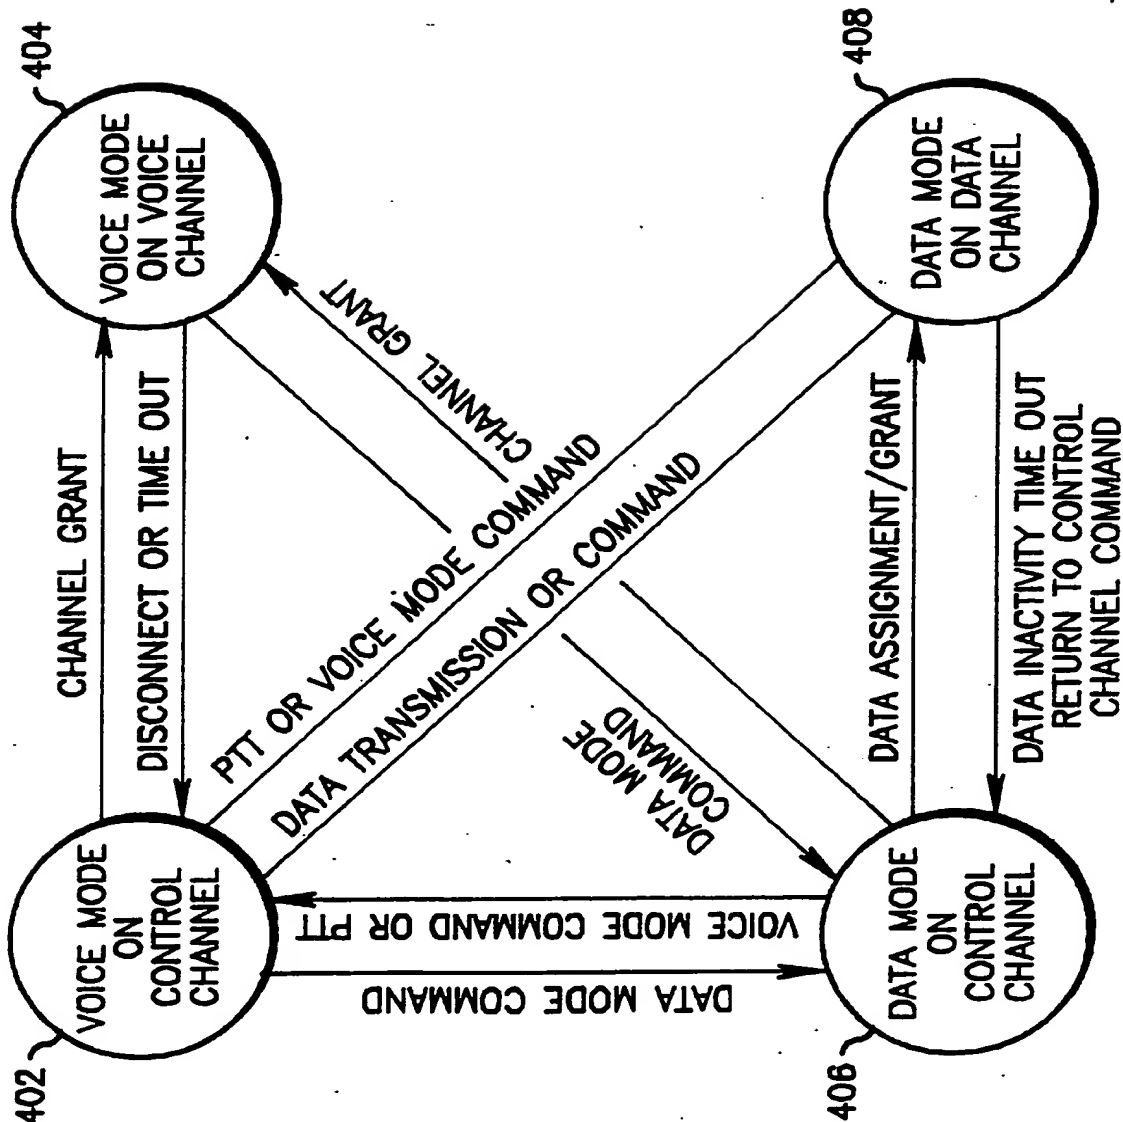 402
VOICE MODE
ON
CONTROL
CHANNEL
404
VOICE MODE
ON VOICE
CHANNEL
CHANNEL GRANT
DISCONNECT OR TIME OUT
PTT OR VOICE MODE COMMAND
DATA TRANSMISSION OR COMMAND
CHANNEL GRANT
DATA MODE
COMMAND
DATA MODE COMMAND
VOICE MODE COMMAND OR PTT
406
DATA MODE
ON
CONTROL
CHANNEL
408
DATA MODE
ON DATA
CHANNEL
DATA ASSIGNMENT/GRANT
DATA INACTIVITY TIME OUT
RETURN TO CONTROL
CHANNEL COMMAND